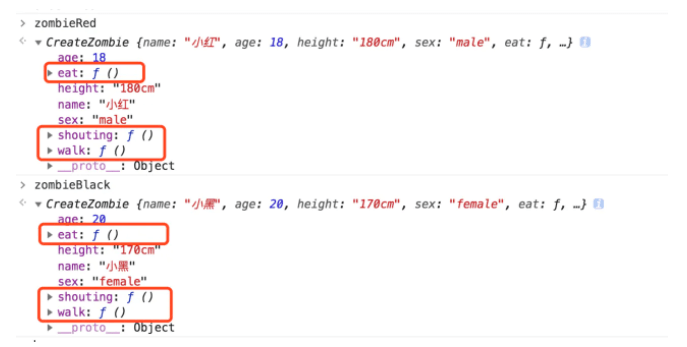 > zombieRed
CreateZombie {name: "小红", age: 18, height: "180cm", sex: "male", eat: ƒ, …}
age: 18
eat: ƒ ()
height: "180cm"
name: "小红"
sex: "male"
shouting: ƒ ()
walk: ƒ ()
__proto__: Object
> zombieBlack
CreateZombie {name: "小黑", age: 20, height: "170cm", sex: "female", eat: ƒ, …}
age: 20
eat: ƒ ()
height: "170cm"
name: "小黑"
sex: "female"
shouting: ƒ ()
walk: ƒ ()
__proto__: Object